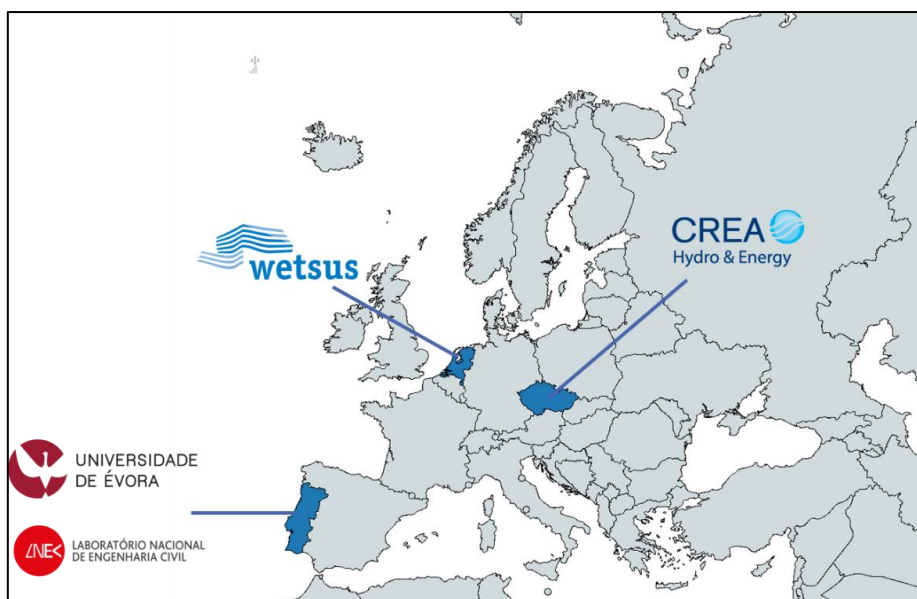 wetsus
CREA
Hydro & Energy
UNIVERSIDADE
DE ÉVORA
LNEC
LABORATÓRIO NACIONAL
DE ENGENHARIA CIVIL